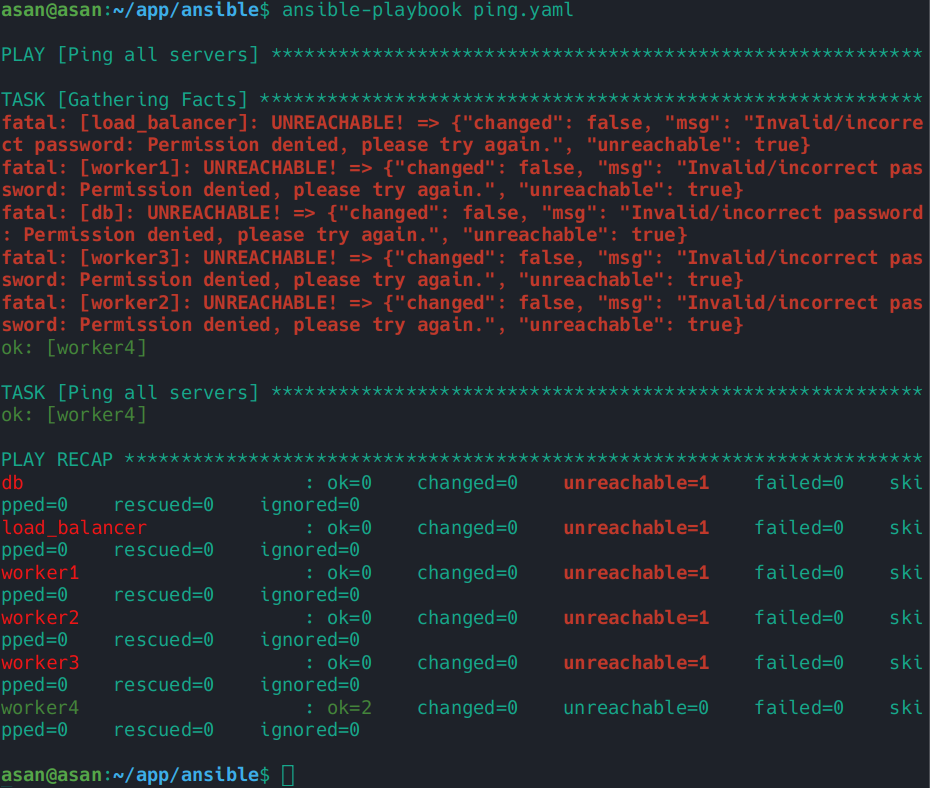 asan@asan:~/app/ansible$ ansible-playbook ping.yaml
PLAY [Ping all servers] **********************************************************
TASK [Gathering Facts] ***********************************************************
fatal: [load_balancer]: UNREACHABLE! => {"changed": false, "msg": "Invalid/incorre
ct password: Permission denied, please try again.", "unreachable": true}
fatal: [worker1]: UNREACHABLE! => {"changed": false, "msg": "Invalid/incorrect pas
sword: Permission denied, please try again.", "unreachable": true}
fatal: [db]: UNREACHABLE! => {"changed": false, "msg": "Invalid/incorrect password
: Permission denied, please try again.", "unreachable": true}
fatal: [worker3]: UNREACHABLE! => {"changed": false, "msg": "Invalid/incorrect pas
sword: Permission denied, please try again.", "unreachable": true}
fatal: [worker2]: UNREACHABLE! => {"changed": false, "msg": "Invalid/incorrect pas
sword: Permission denied, please try again.", "unreachable": true}
ok: [worker4]
TASK [Ping all servers] **********************************************************
ok: [worker4]
PLAY RECAP ***********************************************************************
db                         : ok=0    changed=0    unreachable=1    failed=0    ski
pped=0    rescued=0    ignored=0
load_balancer              : ok=0    changed=0    unreachable=1    failed=0    ski
pped=0    rescued=0    ignored=0
worker1                    : ok=0    changed=0    unreachable=1    failed=0    ski
pped=0    rescued=0    ignored=0
worker2                    : ok=0    changed=0    unreachable=1    failed=0    ski
pped=0    rescued=0    ignored=0
worker3                    : ok=0    changed=0    unreachable=1    failed=0    ski
pped=0    rescued=0    ignored=0
worker4                    : ok=2    changed=0    unreachable=0    failed=0    ski
pped=0    rescued=0    ignored=0
asan@asan:~/app/ansible$